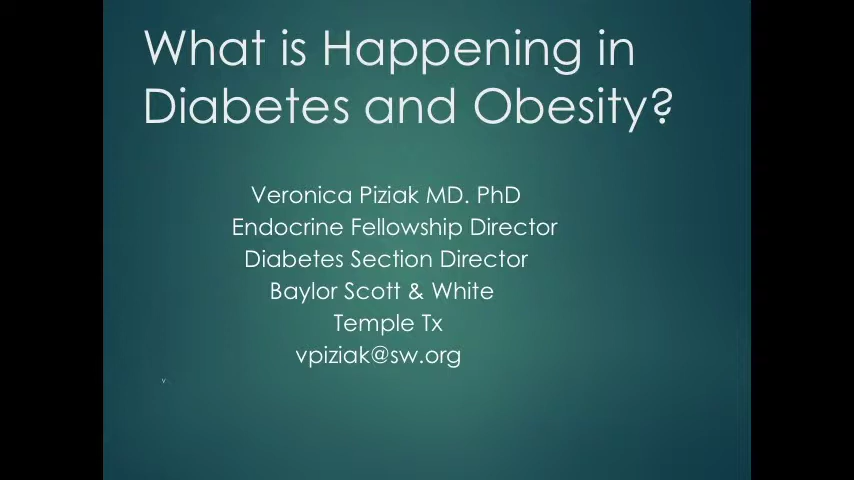 What is Happening in
Diabetes and Obesity?
Veronica Piziak MD. PhD
Endocrine Fellowship Director
Diabetes Section Director
Baylor Scott & White
Temple Tx
vpiziak@sw.org
v